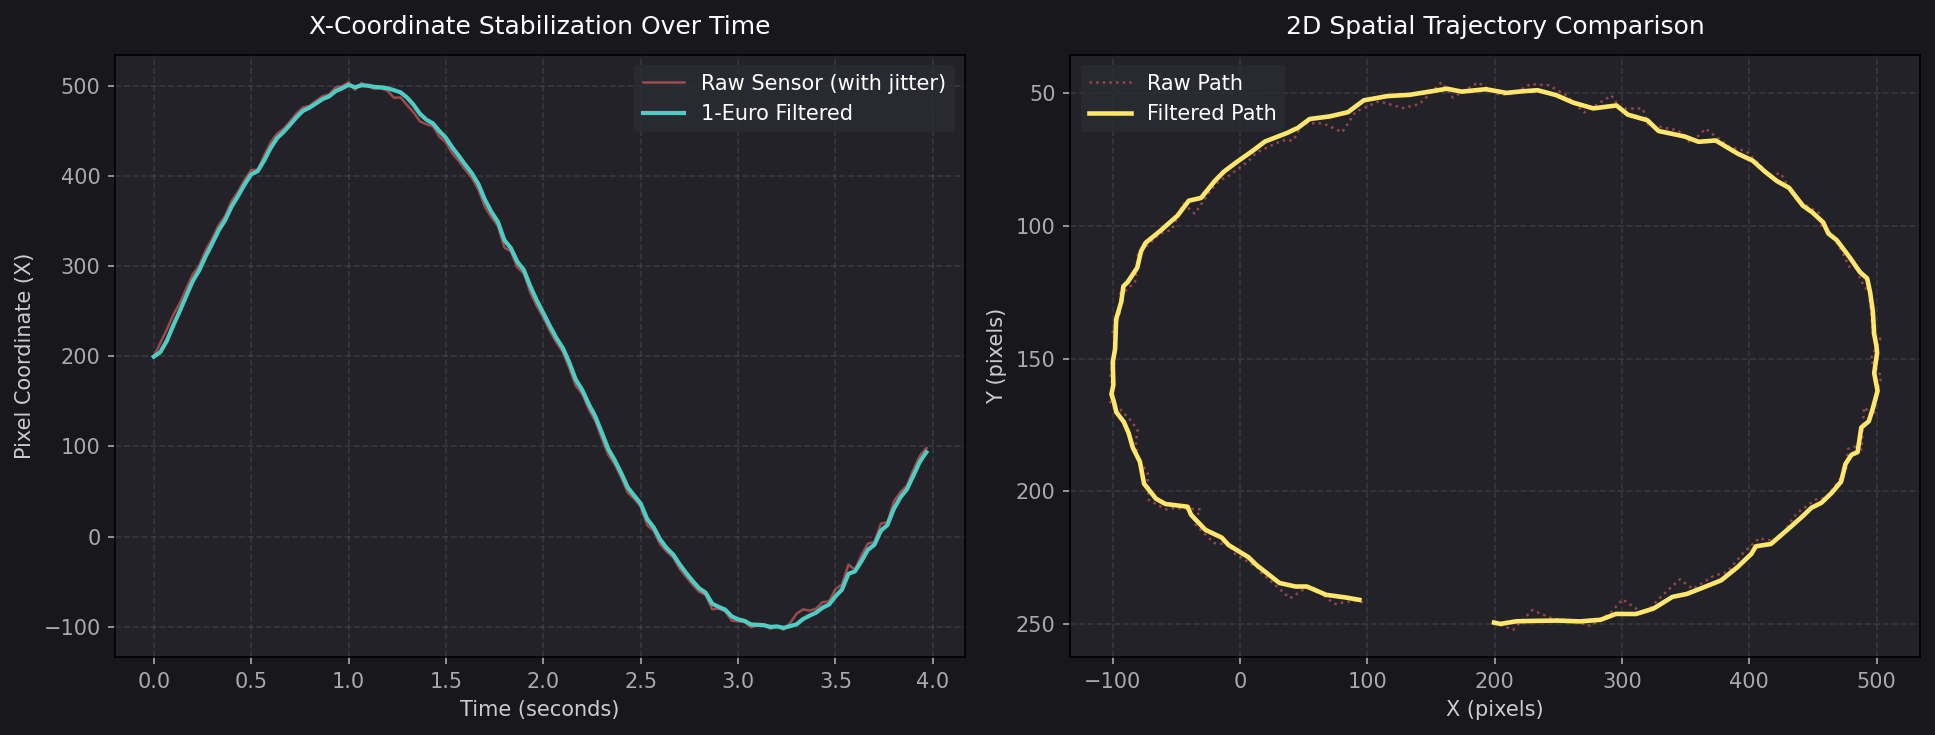 X-Coordinate Stabilization Over Time
Raw Sensor (with jitter)
1-Euro Filtered
Pixel Coordinate (X)
500
400
300
200
100
0
−100
0.0 0.5 1.0 1.5 2.0 2.5 3.0 3.5 4.0
Time (seconds)
2D Spatial Trajectory Comparison
Raw Path
Filtered Path
Y (pixels)
50
100
150
200
250
−100 0 100 200 300 400 500
X (pixels)